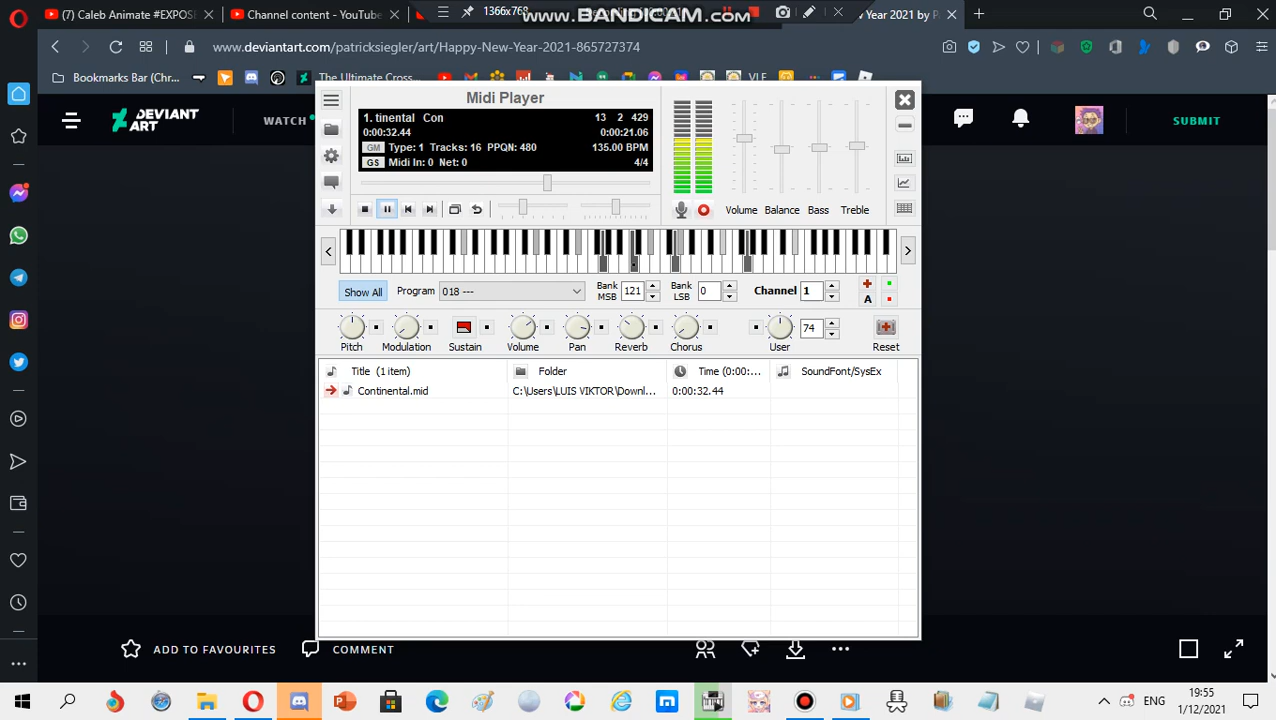 (7) Caleb Animate #EXPOSE
Channel content - YouTube
1366x768
WWW.BANDICAM.COM
Year 2021 by P
www.deviantart.com/patricksiegler/art/Happy-New-Year-2021-865727374
Bookmarks Bar (Chr...
The Ultimate Cross...
VLF
DEVIANT ART
WATCH
SUBMIT
Midi Player
1. tinental Con 13 2 429
0:00:32.44 0:00:21.06
GM Type: 1 Tracks: 16 PPQN: 480 135.00 BPM
GS Midi In: 0 Net: 0 4/4
Volume Balance Bass Treble
Show All Program 018 --- Bank MSB 121 Bank LSB 0 Channel 1
A
74
Pitch Modulation Sustain Volume Pan Reverb Chorus User Reset
Title (1 item) Folder Time (0:00:... SoundFont/SysEx
Continental.mid C:\Users\LUIS VIKTOR\Downl... 0:00:32.44
ADD TO FAVOURITES COMMENT
ENG
19:55
1/12/2021